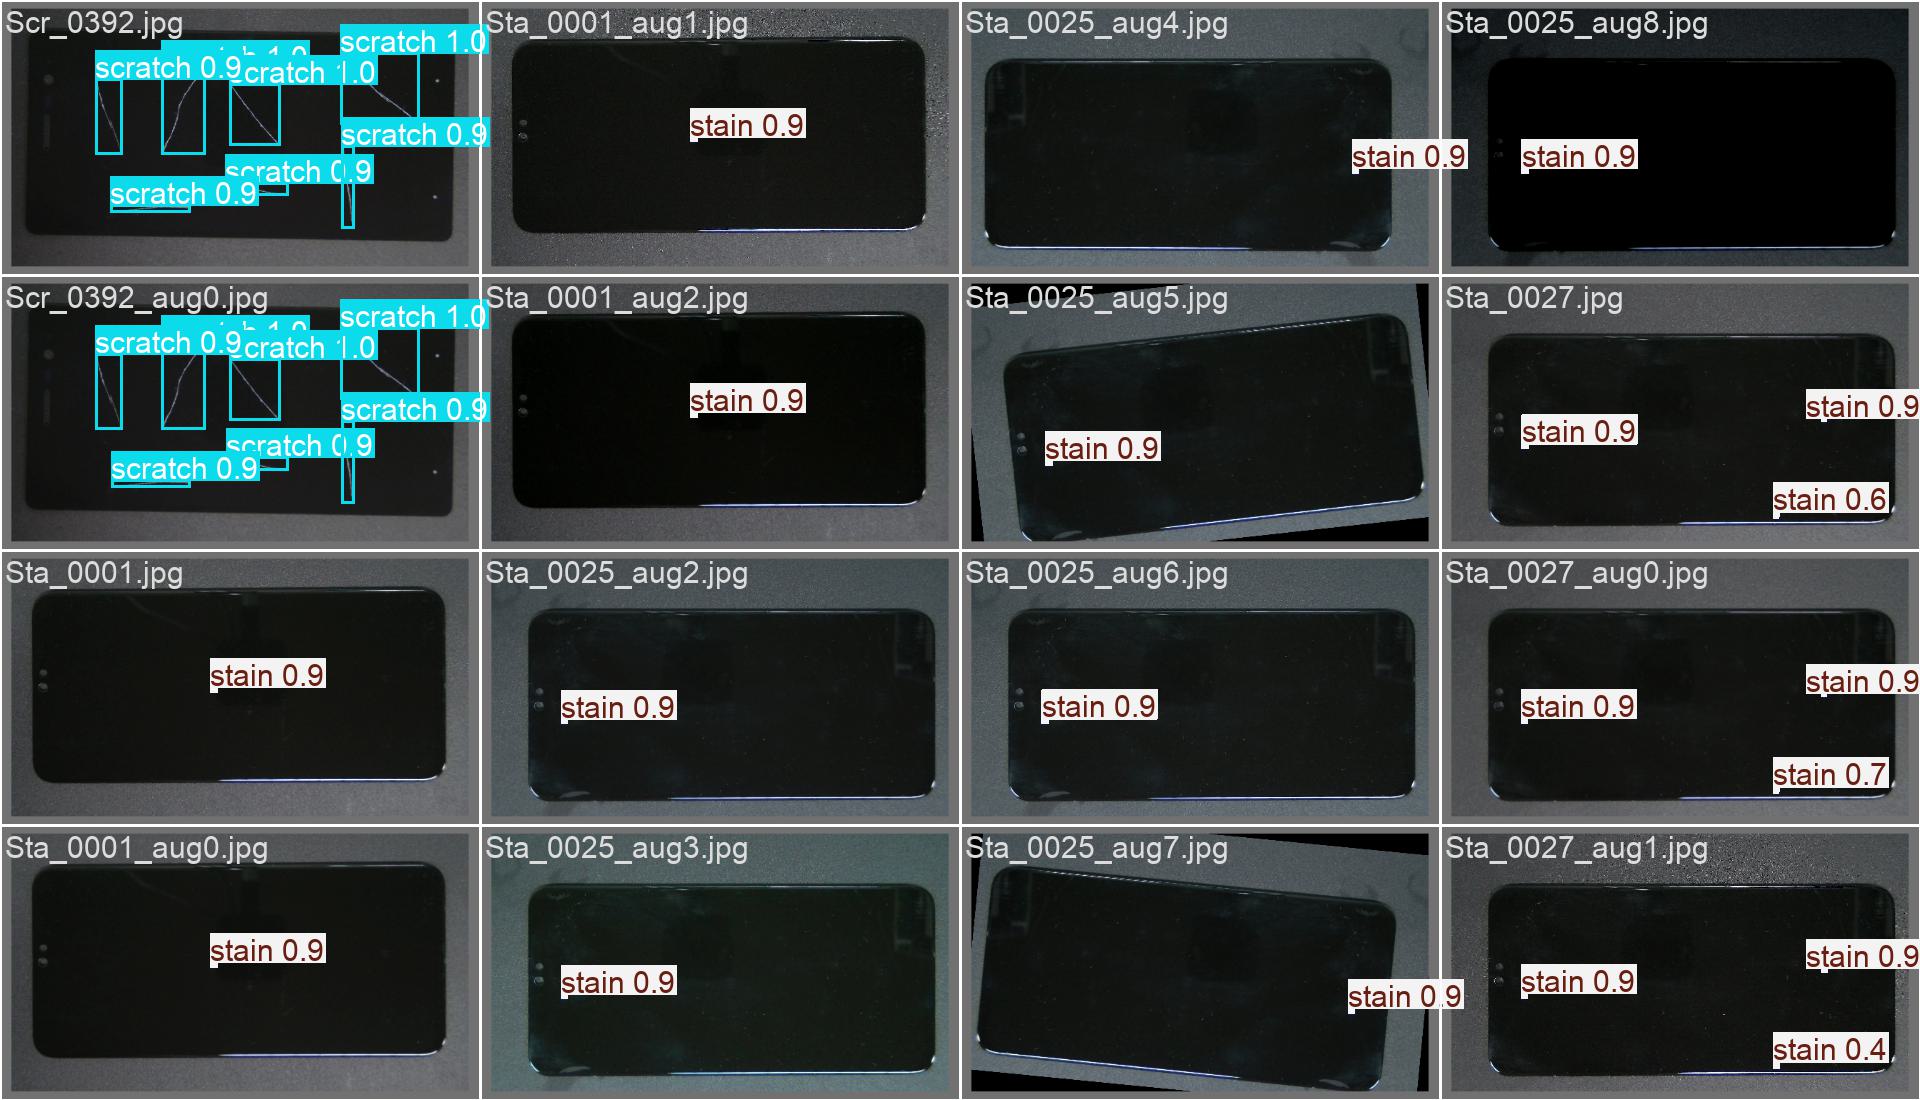 Scr_0392.jpg
scratch 1.0
scratch 0.9
scratch 1.0
scratch 0.9
scratch 0.9
scratch 0.9
Sta_0001_aug1.jpg
stain 0.9
Sta_0025_aug4.jpg
stain 0.9
Sta_0025_aug8.jpg
stain 0.9
Scr_0392_aug0.jpg
scratch 1.0
scratch 0.9
scratch 1.0
scratch 0.9
scratch 0.9
scratch 0.9
Sta_0001_aug2.jpg
stain 0.9
Sta_0025_aug5.jpg
stain 0.9
Sta_0027.jpg
stain 0.9
stain 0.9
stain 0.6
Sta_0001.jpg
stain 0.9
Sta_0025_aug2.jpg
stain 0.9
Sta_0025_aug6.jpg
stain 0.9
Sta_0027_aug0.jpg
stain 0.9
stain 0.9
stain 0.7
Sta_0001_aug0.jpg
stain 0.9
Sta_0025_aug3.jpg
stain 0.9
Sta_0025_aug7.jpg
stain 0.9
Sta_0027_aug1.jpg
stain 0.9
stain 0.9
stain 0.4